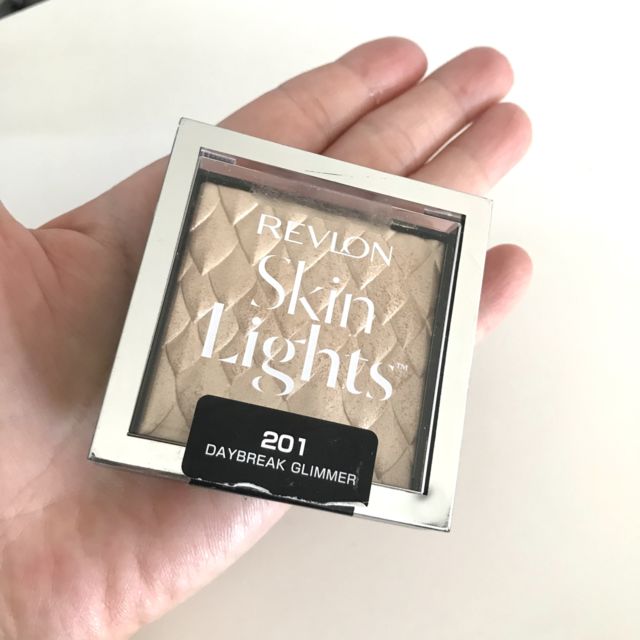 REVLON
Skin
Lights™
201
DAYBREAK GLIMMER